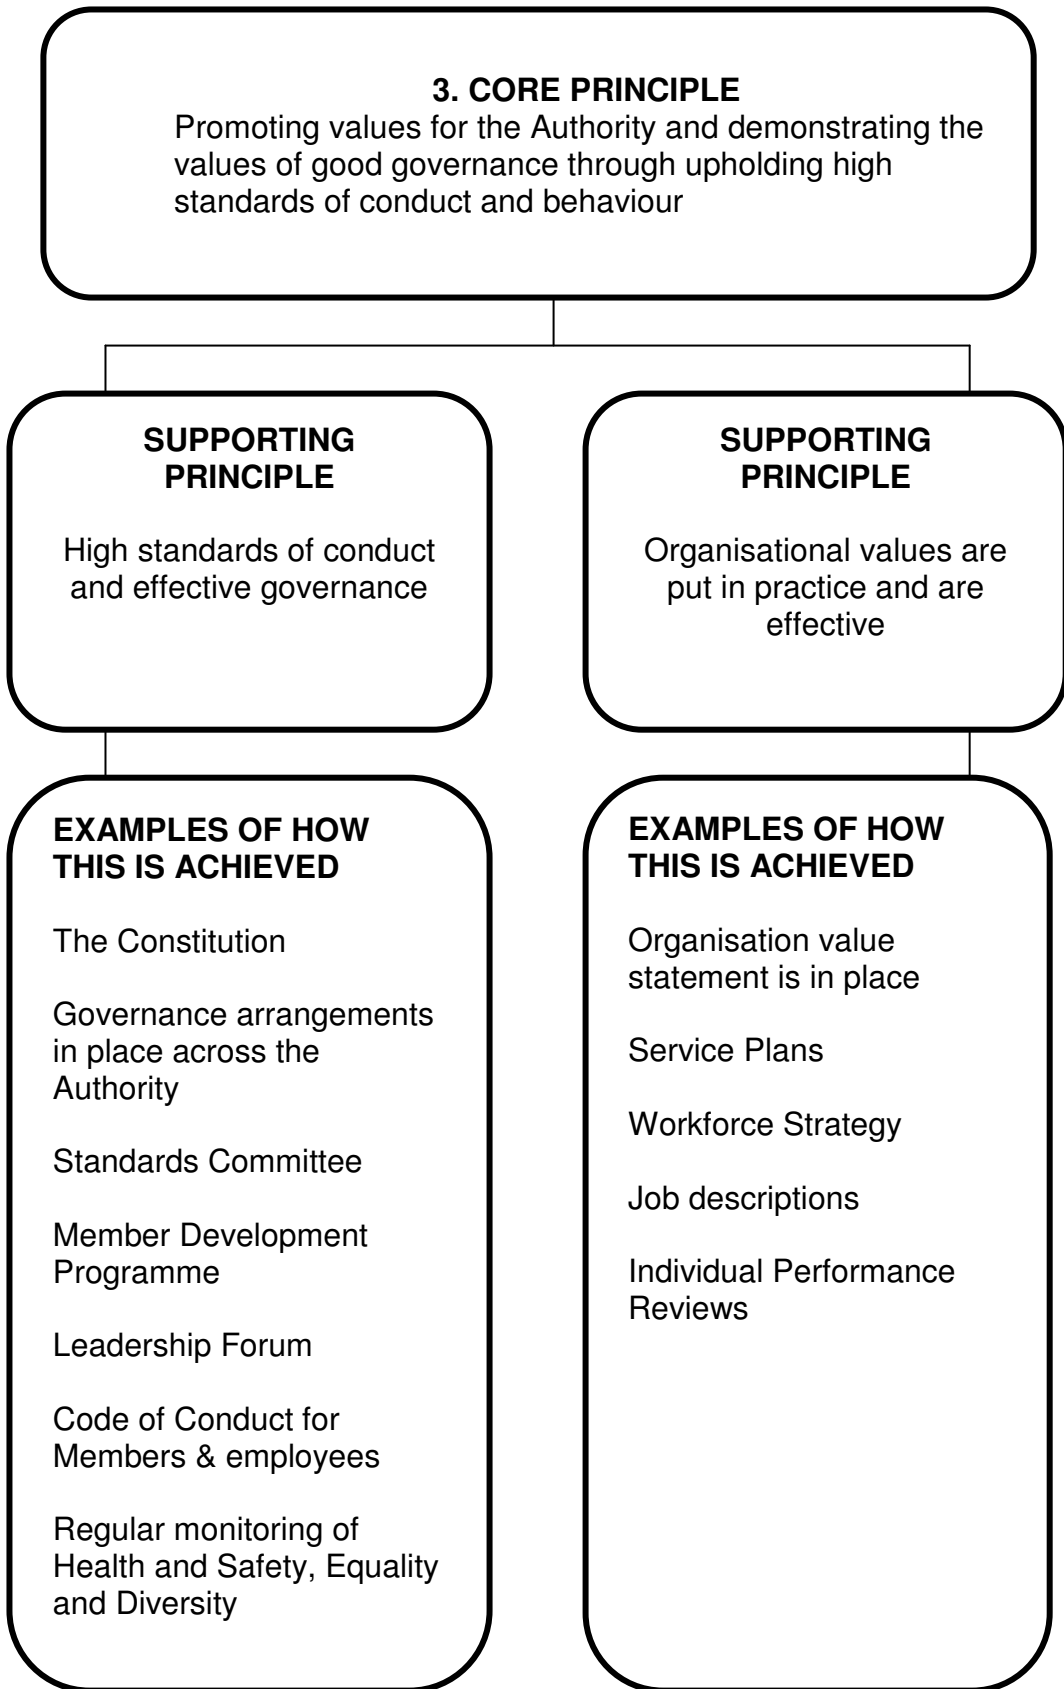 3. CORE PRINCIPLE
Promoting values for the Authority and demonstrating the
values of good governance through upholding high
standards of conduct and behaviour
SUPPORTING
PRINCIPLE
High standards of conduct
and effective governance
SUPPORTING
PRINCIPLE
Organisational values are
put in practice and are
effective
EXAMPLES OF HOW
THIS IS ACHIEVED
The Constitution
Governance arrangements
in place across the
Authority
Standards Committee
Member Development
Programme
Leadership Forum
Code of Conduct for
Members & employees
Regular monitoring of
Health and Safety, Equality
and Diversity
EXAMPLES OF HOW
THIS IS ACHIEVED
Organisation value
statement is in place
Service Plans
Workforce Strategy
Job descriptions
Individual Performance
Reviews